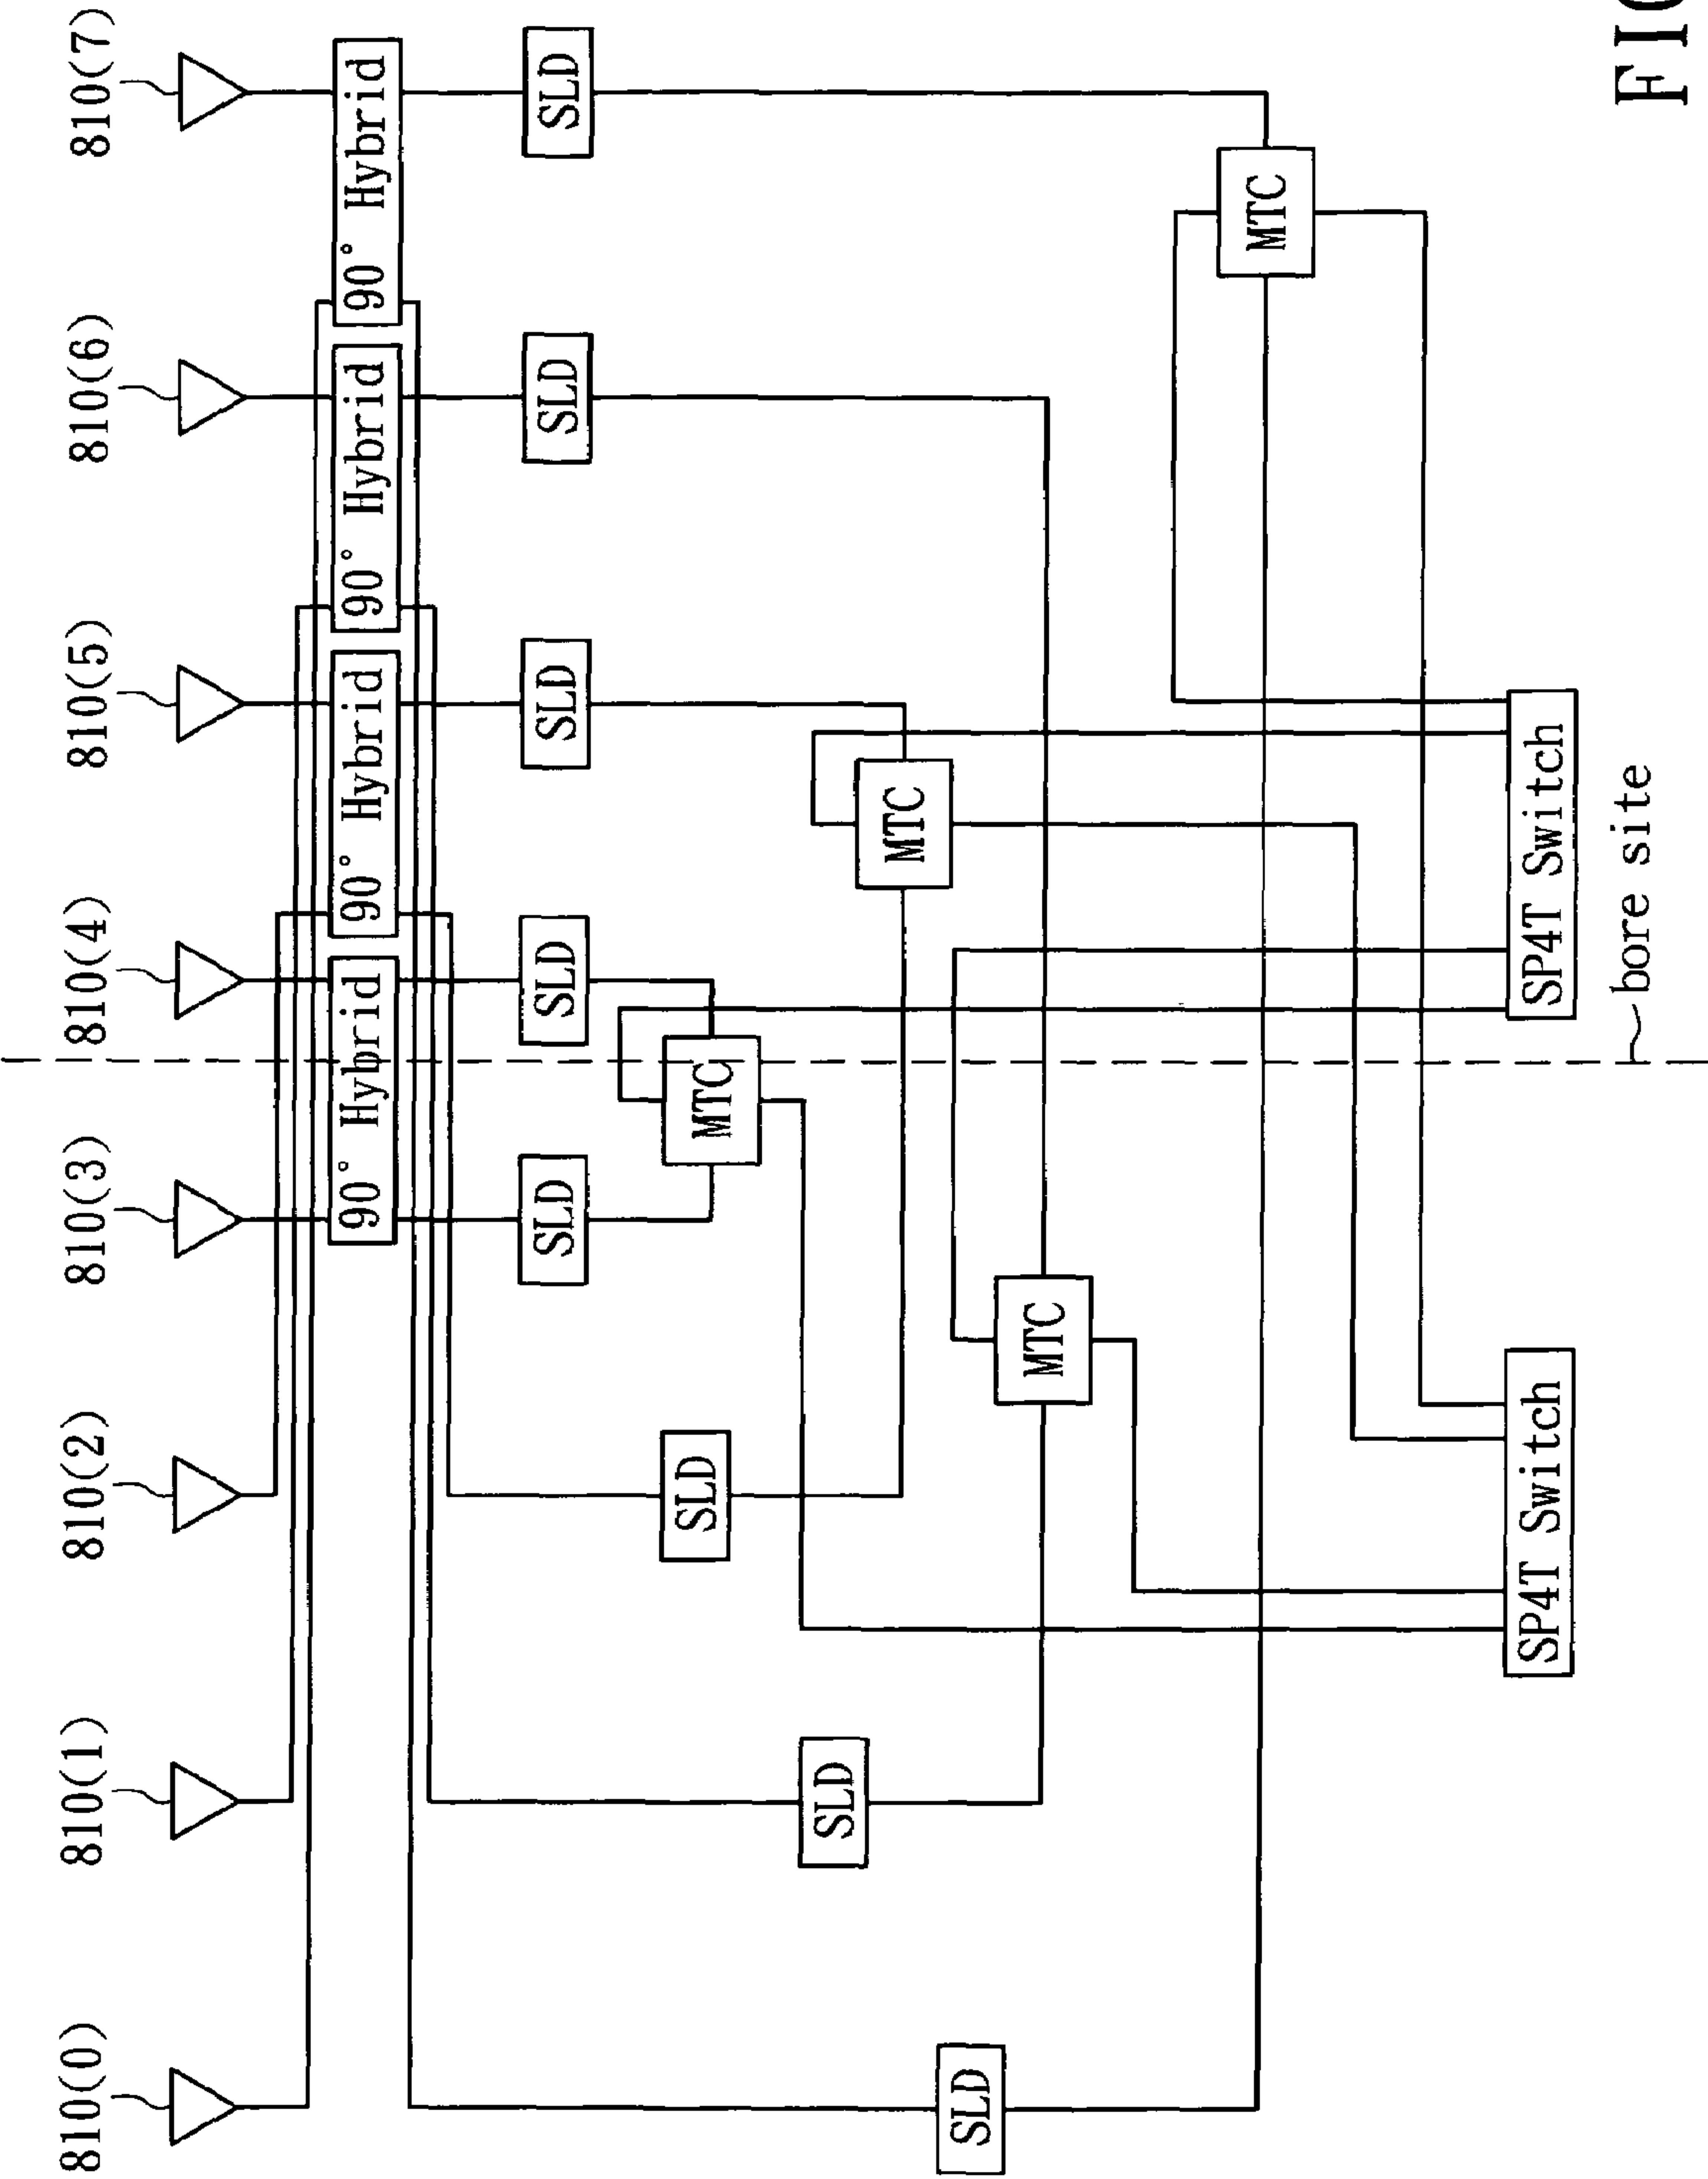 810(0)
810(1)
810(2)
810(3)
810(4)
810(5)
810(6)
810(7)
90° Hybrid
90° Hybrid
90° Hybrid
90° Hybrid
SLD
SLD
SLD
SLD
SLD
SLD
SLD
SLD
MTC
MTC
MTC
MTC
SP4T Switch
SP4T Switch
bore site